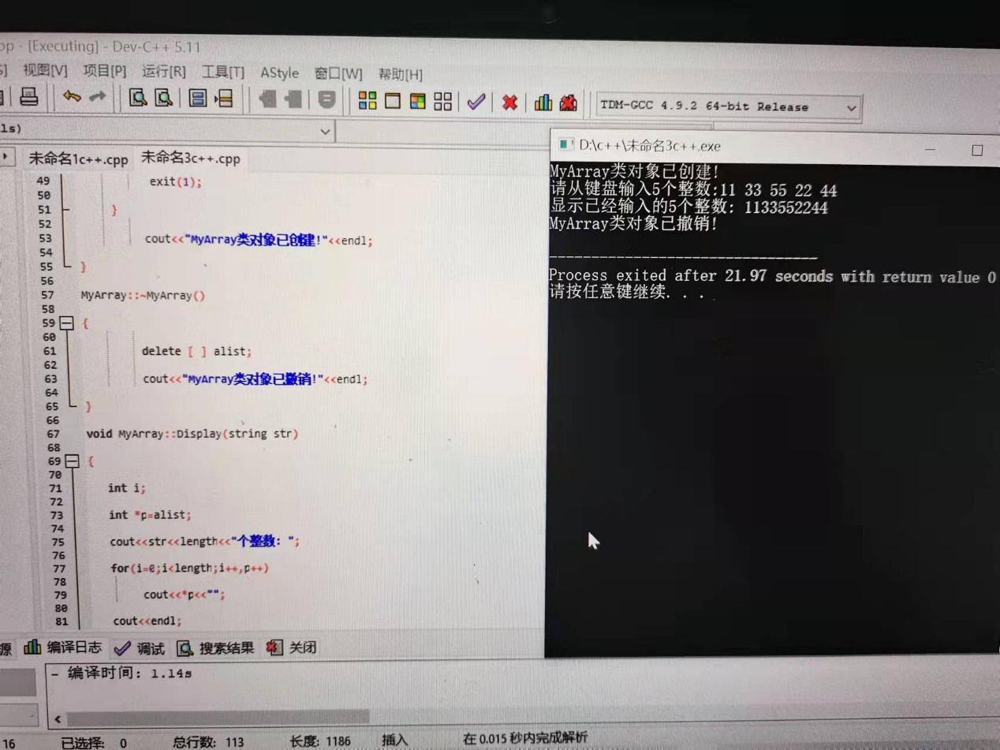 pp - [Executing] - Dev-C++ 5.11
视图[V] 项目[P] 运行[R] 工具[T] AStyle 窗口[W] 帮助[H]
TDM-GCC 4.9.2 64-bit Release
ls)
未命名1c++.cpp 未命名3c++.cpp
49 exit(1);
50
51 }
52
53 cout<<"MyArray类对象已创建!"<<endl;
54
55 }
56
57 MyArray::~MyArray()
58
59 {
60
61 delete [ ] alist;
62
63 cout<<"MyArray类对象已撤销!"<<endl;
64
65 }
66
67 void MyArray::Display(string str)
68
69 {
70
71 int i;
72
73 int *p=alist;
74
75 cout<<str<<length<<"个整数: ";
76
77 for(i=0;i<length;i++,p++)
78
79 cout<<*p<<"";
80
81 cout<<endl;
D:\c++\未命名3c++.exe
MyArray类对象已创建!
请从键盘输入5个整数:11 33 55 22 44
显示已经输入的5个整数: 1133552244
MyArray类对象已撤销!
--------------------------------
Process exited after 21.97 seconds with return value 0
请按任意键继续. . .
源 编译日志 调试 搜索结果 关闭
- 编译时间: 1.14s
16 已选择: 0 总行数: 113 长度: 1186 插入 在 0.015 秒内完成解析